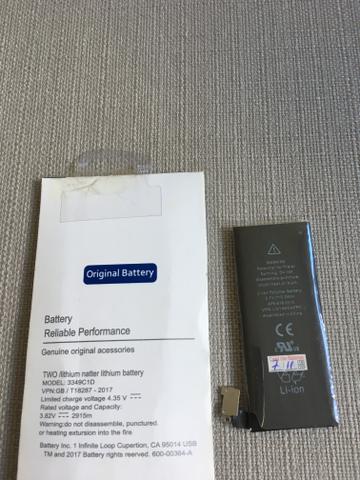 Original Battery
Battery
Reliable Performance
Genuine original acessories
TWO /lithium natter lithium battery
MODEL: 3349C1D
VPN:GB / T18287 - 2017
Limited charge voltage 4.35 V
Rated voltage and Capacity:
3.82V 2915m
Warning:do not disassemble, punctured.
or heating extursion into the fire
Battery Inc. 1 Infinite Loop Cupertion, CA 95014 USB
TM and 2017 Battery rights reserved. 600-00364-A
Li-ion